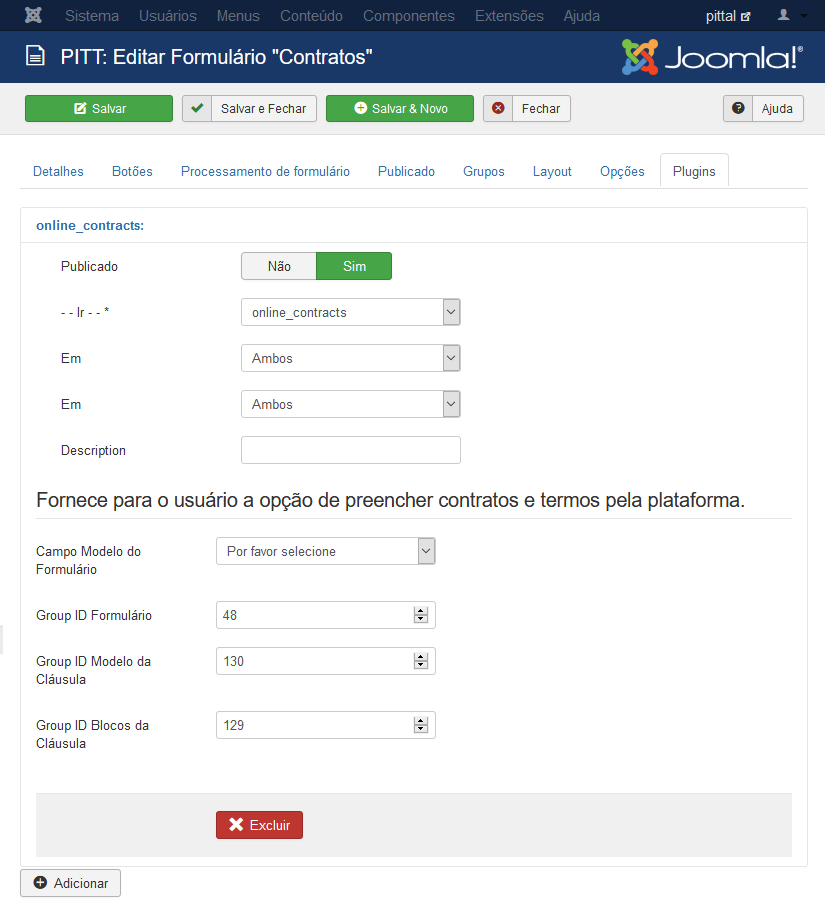 Sistema Usuários Menus Conteúdo Componentes Extensões Ajuda pittal
PITT: Editar Formulário "Contratos" Joomla!®
Salvar Salvar e Fechar Salvar & Novo Fechar Ajuda
Detalhes Botões Processamento de formulário Publicado Grupos Layout Opções Plugins
online_contracts:
Publicado Não Sim
- - Ir - - * online_contracts
Em Ambos
Em Ambos
Description
Fornece para o usuário a opção de preencher contratos e termos pela plataforma.
Campo Modelo do Por favor selecione
Formulário
Group ID Formulário 48
Group ID Modelo da 130
Cláusula
Group ID Blocos da 129
Cláusula
Excluir
Adicionar